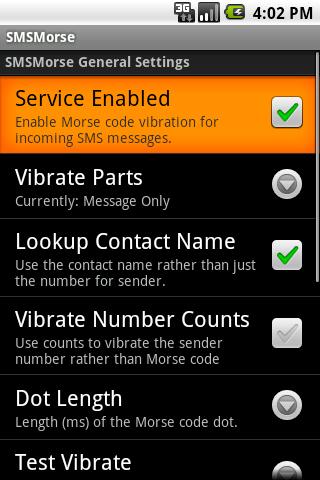 3G 4:02 PM
SMSMorse
SMSMorse General Settings
Service Enabled
Enable Morse code vibration for
incoming SMS messages.
Vibrate Parts
Currently: Message Only
Lookup Contact Name
Use the contact name rather than just
the number for sender.
Vibrate Number Counts
Use counts to vibrate the sender
number rather than Morse code
Dot Length
Length (ms) of the Morse code dot.
Test Vibrate